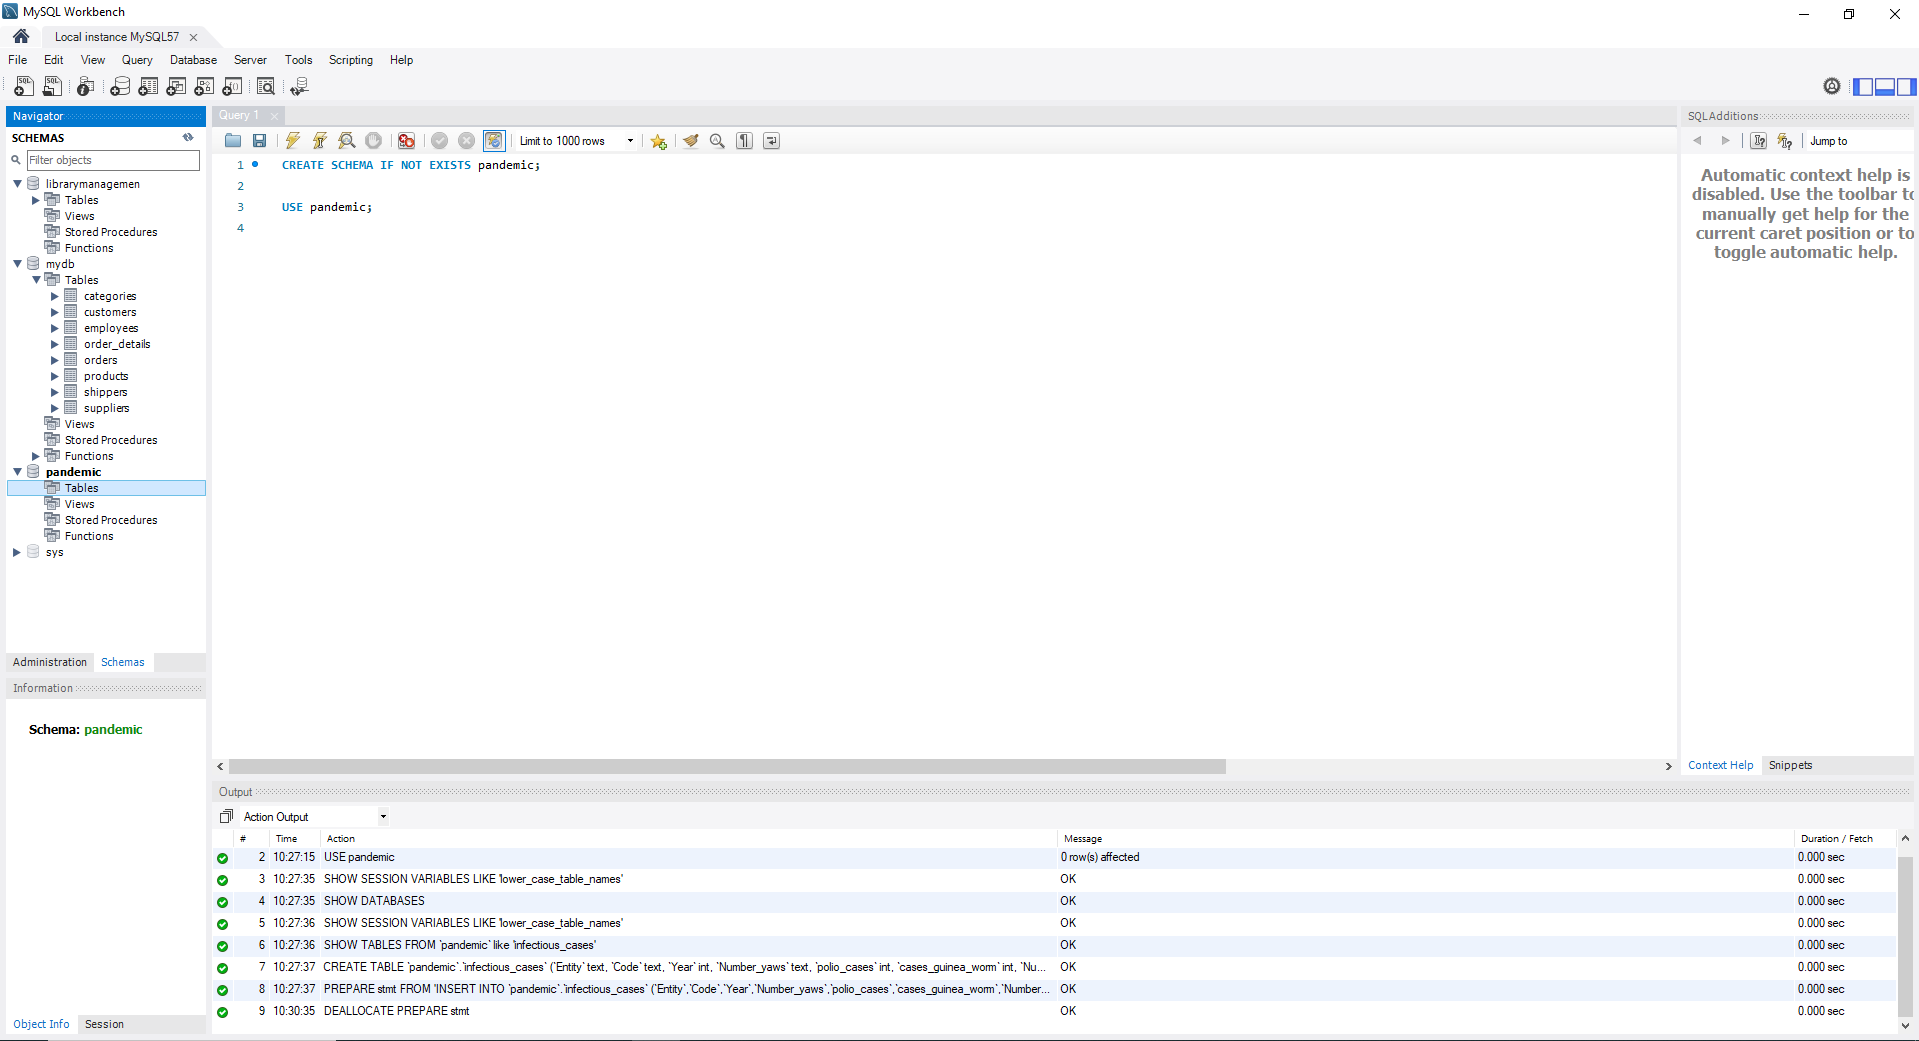 MySQL Workbench
Local instance MySQL57
File Edit View Query Database Server Tools Scripting Help
Navigator
SCHEMAS
Filter objects
librarymanagemen
Tables
Views
Stored Procedures
Functions
mydb
Tables
categories
customers
employees
order_details
orders
products
shippers
suppliers
Views
Stored Procedures
Functions
pandemic
Tables
Views
Stored Procedures
Functions
sys
Administration Schemas
Information
Schema: pandemic
Object Info Session
Query 1
Limit to 1000 rows
1 CREATE SCHEMA IF NOT EXISTS pandemic;
2
3 USE pandemic;
4
SQLAdditions
Jump to
Automatic context help is
disabled. Use the toolbar to
manually get help for the
current caret position or to
toggle automatic help.
Context Help Snippets
Output
Action Output
# Time Action Message Duration / Fetch
2 10:27:15 USE pandemic 0 row(s) affected 0.000 sec
3 10:27:35 SHOW SESSION VARIABLES LIKE 'lower_case_table_names' OK 0.000 sec
4 10:27:35 SHOW DATABASES OK 0.000 sec
5 10:27:36 SHOW SESSION VARIABLES LIKE 'lower_case_table_names' OK 0.000 sec
6 10:27:36 SHOW TABLES FROM `pandemic` like 'infectious_cases' OK 0.000 sec
7 10:27:37 CREATE TABLE `pandemic`.`infectious_cases` (`Entity` text, `Code` text, `Year` int, `Number_yaws` text, `polio_cases` int, `cases_guinea_worm` int, `Nu... OK 0.000 sec
8 10:27:37 PREPARE stmt FROM 'INSERT INTO `pandemic`.`infectious_cases` (`Entity`,`Code`,`Year`,`Number_yaws`,`polio_cases`,`cases_guinea_worm`,`Number... OK 0.000 sec
9 10:30:35 DEALLOCATE PREPARE stmt OK 0.000 sec